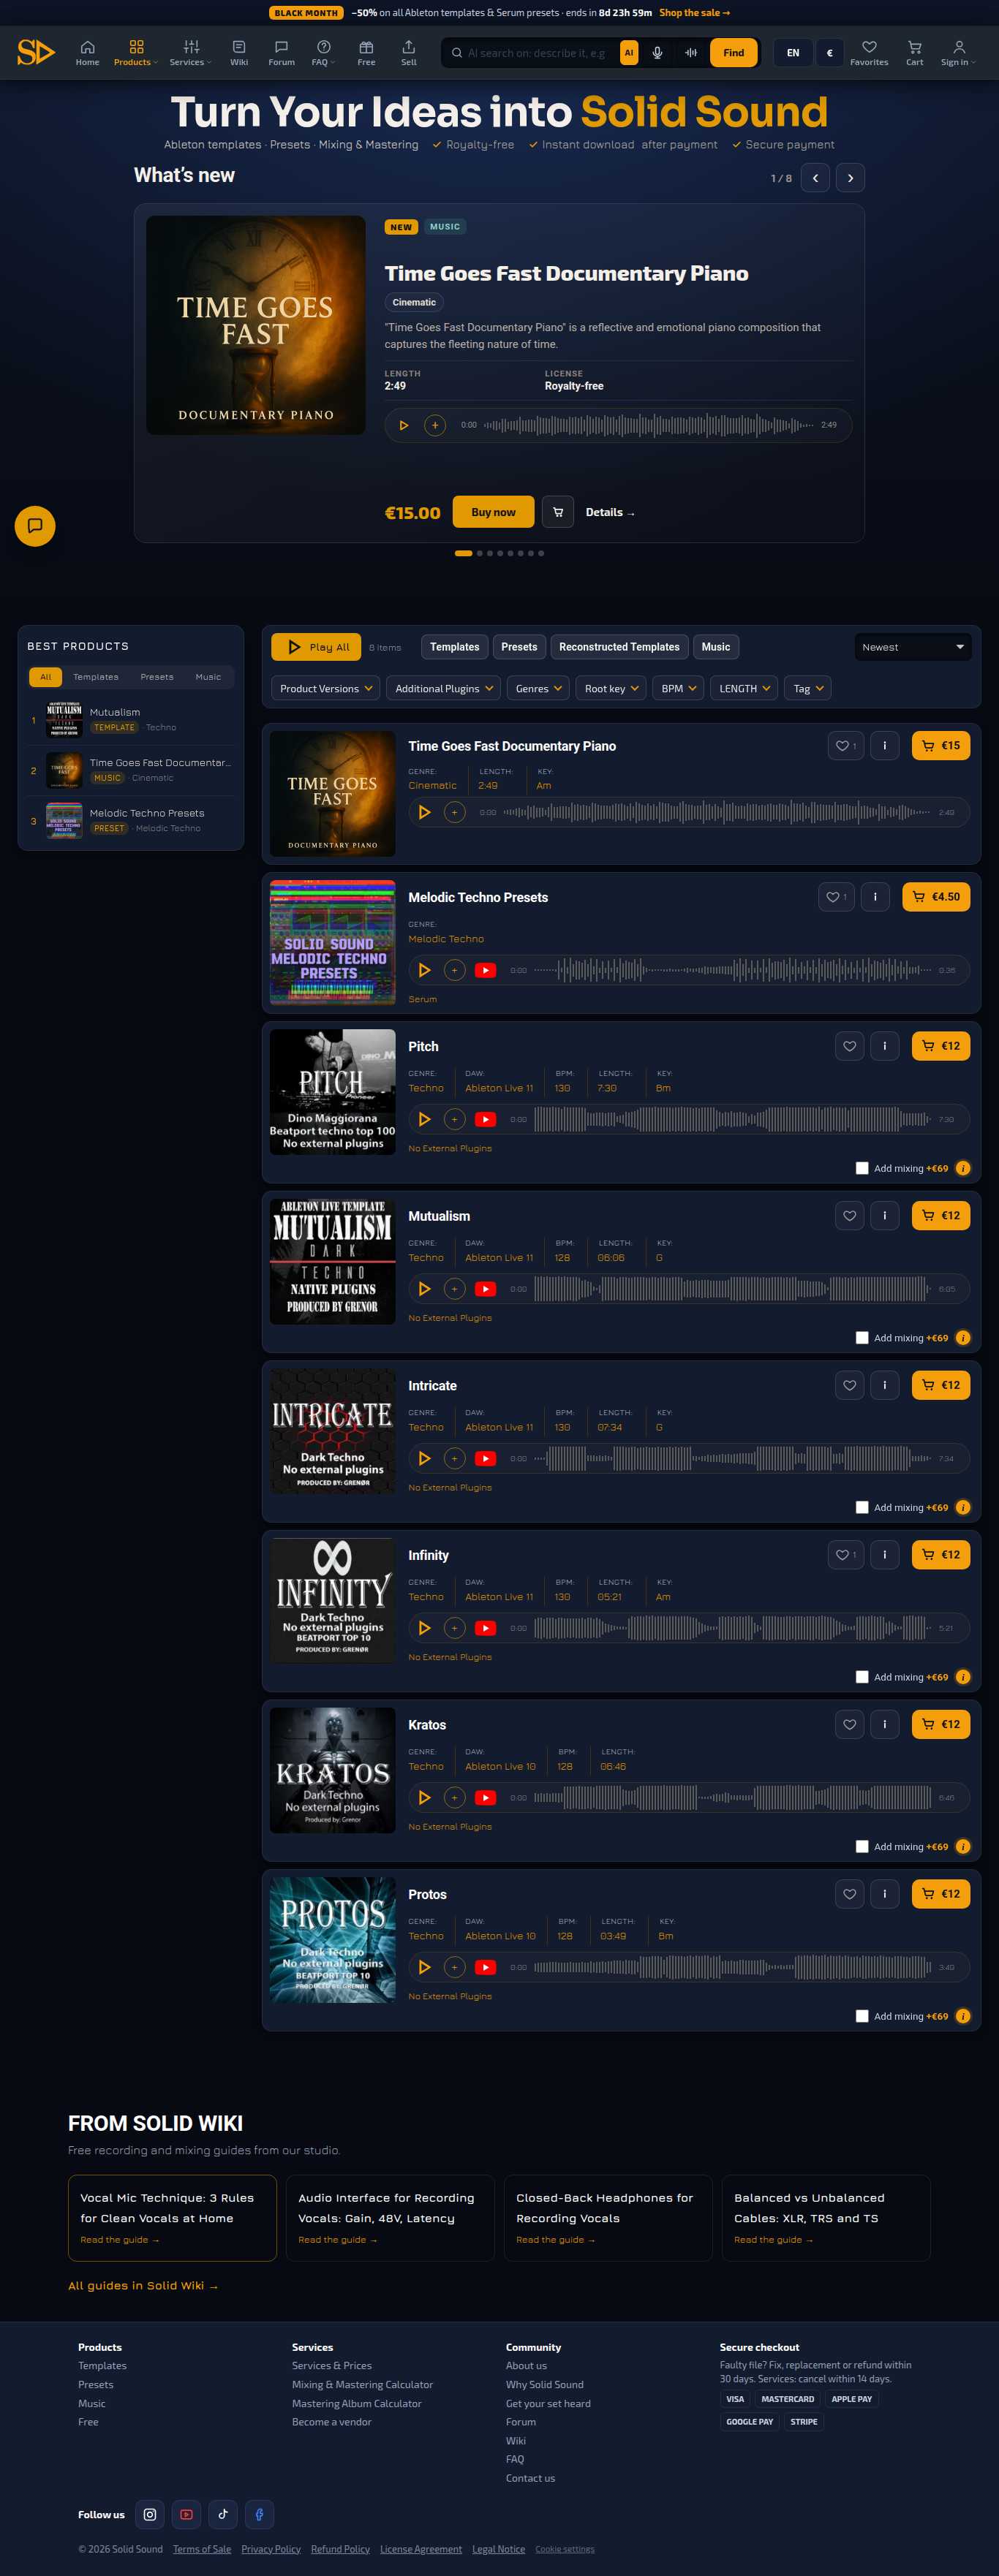 BLACK MONTH −50% on all Ableton templates & Serum presets · ends in 8d 23h 59m Shop the sale →
Home Products Services Wiki Forum FAQ Free Sell AI search on: describe it, e.g AI Find EN € Favorites Cart Sign in
Turn Your Ideas into Solid Sound
Ableton templates · Presets · Mixing & Mastering ✓ Royalty-free ✓ Instant download after payment ✓ Secure payment
What's new
1 / 8
TIME GOES
FAST
DOCUMENTARY PIANO
NEW MUSIC
Time Goes Fast Documentary Piano
Cinematic
"Time Goes Fast Documentary Piano" is a reflective and emotional piano composition that
captures the fleeting nature of time.
LENGTH LICENSE
2:49 Royalty-free
0:00 2:49
€15.00 Buy now Details →
BEST PRODUCTS
All Templates Presets Music
1 Mutualism
TEMPLATE · Techno
2 Time Goes Fast Documentar...
MUSIC · Cinematic
3 Melodic Techno Presets
PRESET · Melodic Techno
Play All 8 items Templates Presets Reconstructed Templates Music Newest
Product Versions Additional Plugins Genres Root key BPM LENGTH Tag
TIME GOES
FAST
DOCUMENTARY PIANO
Time Goes Fast Documentary Piano 1 i €15
GENRE: LENGTH: KEY:
Cinematic 2:49 Am
0:00 2:49
SOLID SOUND
MELODIC TECHNO
PRESETS
Melodic Techno Presets 1 i €4.50
GENRE:
Melodic Techno
0:00 0:36
Serum
PITCH
Dino Maggiorana
Beatport techno top 100
No external plugins
Pitch i €12
GENRE: DAW: BPM: LENGTH: KEY:
Techno Ableton Live 11 130 7:30 Bm
0:00 7:30
No External Plugins
Add mixing +€69 i
ABLETON LIVE TEMPLATE
MUTUALISM
DARK
TECHNO
NATIVE PLUGINS
PRODUCED BY GRENOR
Mutualism i €12
GENRE: DAW: BPM: LENGTH: KEY:
Techno Ableton Live 11 128 06:06 G
0:00 6:05
No External Plugins
Add mixing +€69 i
INTRICATE
Dark Techno
No external plugins
PRODUCED BY: GRENØR
Intricate i €12
GENRE: DAW: BPM: LENGTH: KEY:
Techno Ableton Live 11 130 07:34 G
0:00 7:34
No External Plugins
Add mixing +€69 i
INFINITY
Dark Techno
No external plugins
BEATPORT TOP 10
PRODUCED BY: GRENØR
Infinity 1 i €12
GENRE: DAW: BPM: LENGTH: KEY:
Techno Ableton Live 11 130 05:21 Am
0:00 5:21
No External Plugins
Add mixing +€69 i
KRATOS
Dark Techno
No external plugins
Produced by: Grenor
Kratos i €12
GENRE: DAW: BPM: LENGTH:
Techno Ableton Live 10 128 06:46
0:00 6:46
No External Plugins
Add mixing +€69 i
PROTOS
Dark Techno
No external plugins
BEATPORT TOP 10
PRODUCED BY: GRENØR
Protos i €12
GENRE: DAW: BPM: LENGTH: KEY:
Techno Ableton Live 10 128 03:49 Bm
0:00 3:49
No External Plugins
Add mixing +€69 i
FROM SOLID WIKI
Free recording and mixing guides from our studio.
Vocal Mic Technique: 3 Rules
for Clean Vocals at Home
Read the guide →
Audio Interface for Recording
Vocals: Gain, 48V, Latency
Read the guide →
Closed-Back Headphones for
Recording Vocals
Read the guide →
Balanced vs Unbalanced
Cables: XLR, TRS and TS
Read the guide →
All guides in Solid Wiki →
Products
Templates
Presets
Music
Free
Services
Services & Prices
Mixing & Mastering Calculator
Mastering Album Calculator
Become a vendor
Community
About us
Why Solid Sound
Get your set heard
Forum
Wiki
FAQ
Contact us
Secure checkout
Faulty file? Fix, replacement or refund within
30 days. Services: cancel within 14 days.
VISA MASTERCARD APPLE PAY
GOOGLE PAY STRIPE
Follow us
© 2026 Solid Sound Terms of Sale Privacy Policy Refund Policy License Agreement Legal Notice Cookie settings